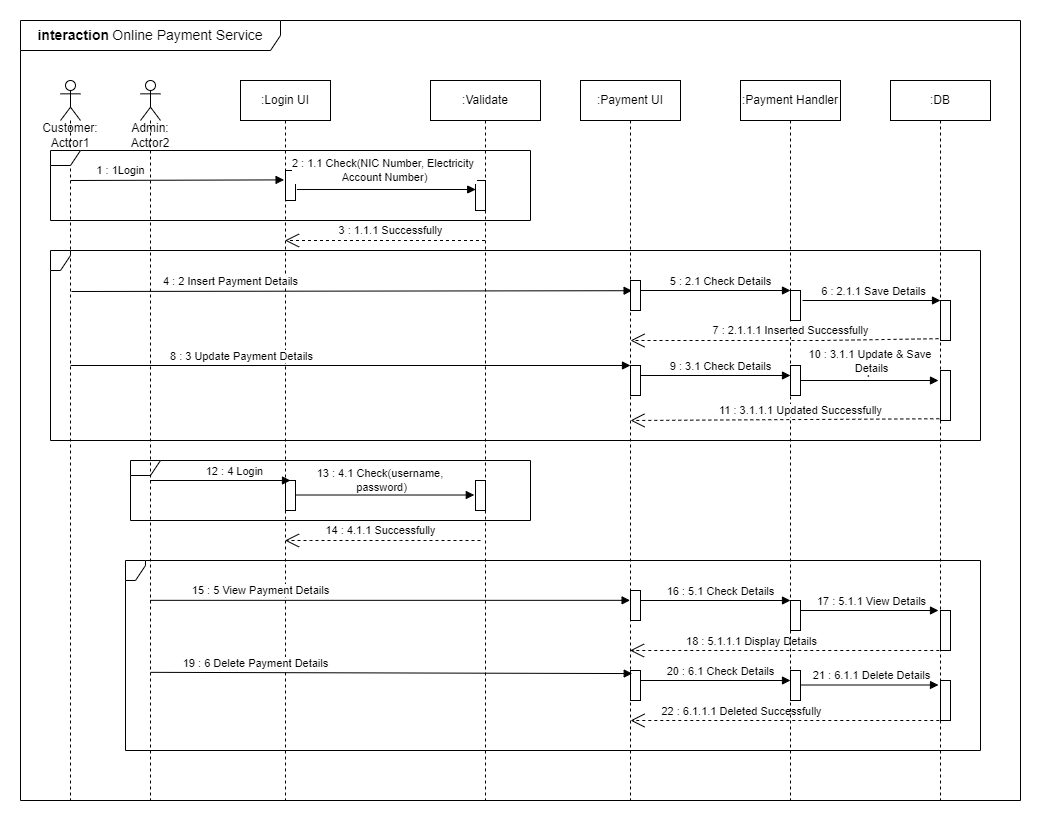 interaction Online Payment Service
Customer:
Actror1
Admin:
Actror2
:Login UI
:Validate
:Payment UI
:Payment Handler
:DB
1 : 1Login
2 : 1.1 Check(NIC Number, Electricity
Account Number)
3 : 1.1.1 Successfully
4 : 2 Insert Payment Details
5 : 2.1 Check Details
6 : 2.1.1 Save Details
7 : 2.1.1.1 Inserted Successfully
8 : 3 Update Payment Details
9 : 3.1 Check Details
10 : 3.1.1 Update & Save
Details
11 : 3.1.1.1 Updated Successfully
12 : 4 Login
13 : 4.1 Check(username,
password)
14 : 4.1.1 Successfully
15 : 5 View Payment Details
16 : 5.1 Check Details
17 : 5.1.1 View Details
18 : 5.1.1.1 Display Details
19 : 6 Delete Payment Details
20 : 6.1 Check Details
21 : 6.1.1 Delete Details
22 : 6.1.1.1 Deleted Successfully